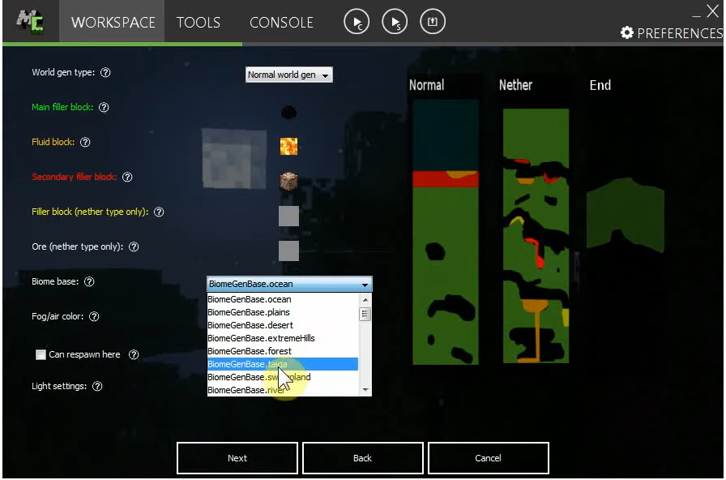 WORKSPACE TOOLS CONSOLE
PREFERENCES
World gen type: Normal world gen
Main filler block:
Fluid block:
Secondary filler block:
Filler block (nether type only):
Ore (nether type only):
Biome base: BiomeGenBase.ocean
BiomeGenBase.ocean
BiomeGenBase.plains
BiomeGenBase.desert
BiomeGenBase.extremeHills
BiomeGenBase.forest
BiomeGenBase.taiga
BiomeGenBase.swampland
BiomeGenBase.river
Fog/air color:
Can respawn here
Light settings:
Normal Nether End
Next Back Cancel